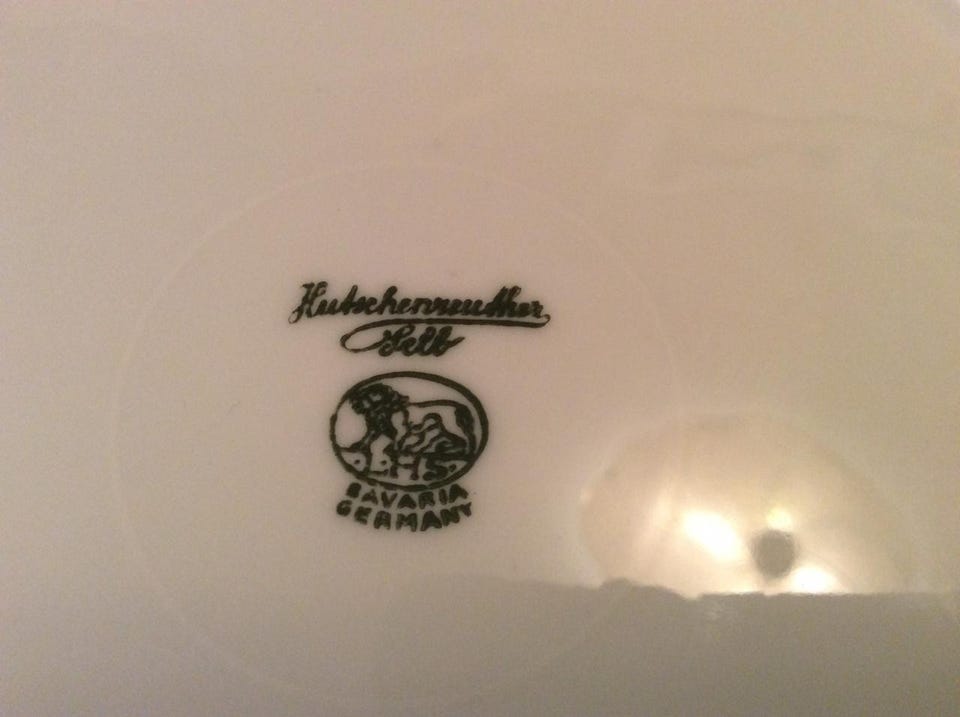 Hutschenreuther
Selb
L.H.S.
BAVARIA
GERMANY